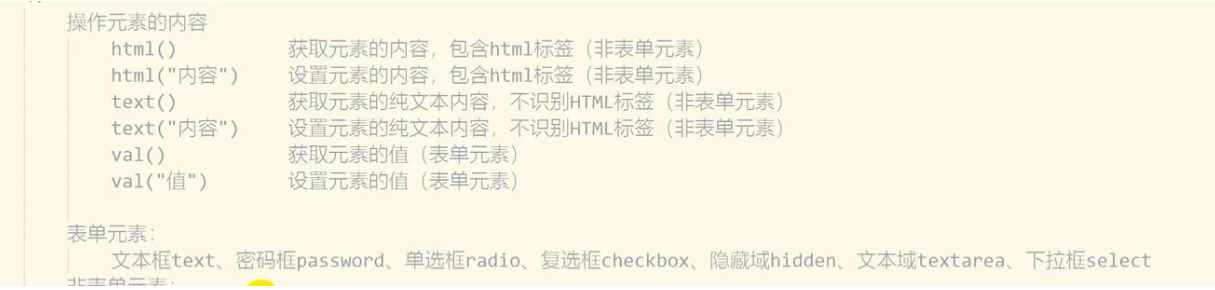 操作元素的内容
html() 获取元素的内容，包含html标签（非表单元素）
html("内容") 设置元素的内容，包含html标签（非表单元素）
text() 获取元素的纯文本内容，不识别HTML标签（非表单元素）
text("内容") 设置元素的纯文本内容，不识别HTML标签（非表单元素）
val() 获取元素的值（表单元素）
val("值") 设置元素的值（表单元素）
表单元素：
文本框text、密码框password、单选框radio、复选框checkbox、隐藏域hidden、文本域textarea、下拉框select
非表单元素：